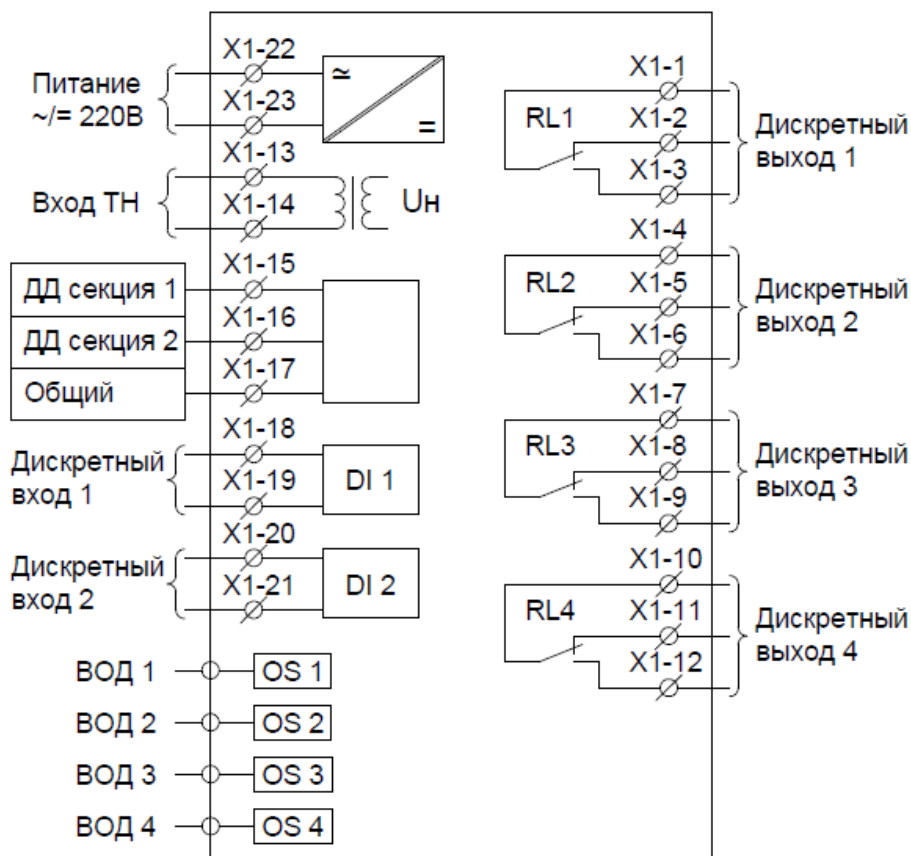 X1-22
Питание
~/= 220В
X1-23
≃
=
X1-13
Вход ТН
X1-14
Uн
X1-15
ДД секция 1
X1-16
ДД секция 2
X1-17
Общий
X1-18
Дискретный
вход 1
X1-19
DI 1
X1-20
Дискретный
вход 2
X1-21
DI 2
ВОД 1
OS 1
ВОД 2
OS 2
ВОД 3
OS 3
ВОД 4
OS 4
X1-1
RL1
X1-2
X1-3
Дискретный
выход 1
X1-4
RL2
X1-5
X1-6
Дискретный
выход 2
X1-7
RL3
X1-8
X1-9
Дискретный
выход 3
X1-10
RL4
X1-11
X1-12
Дискретный
выход 4